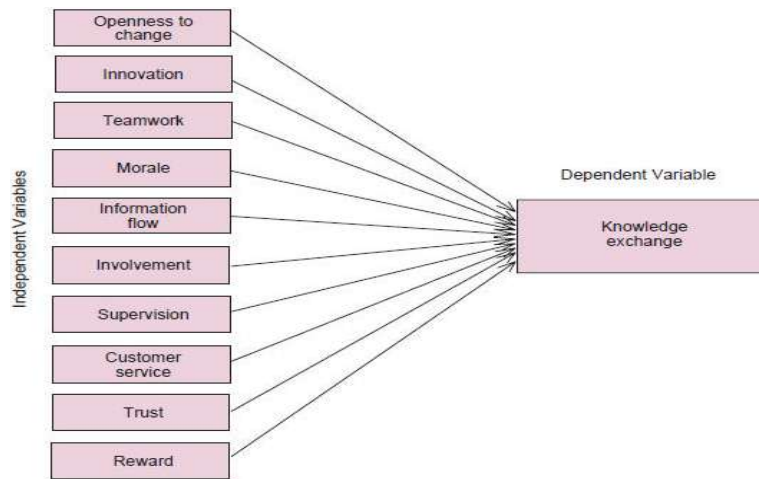 Openness to
change
Innovation
Teamwork
Morale
Information
flow
Involvement
Supervision
Customer
service
Trust
Reward
Independent Variables
Dependent Variable
Knowledge
exchange